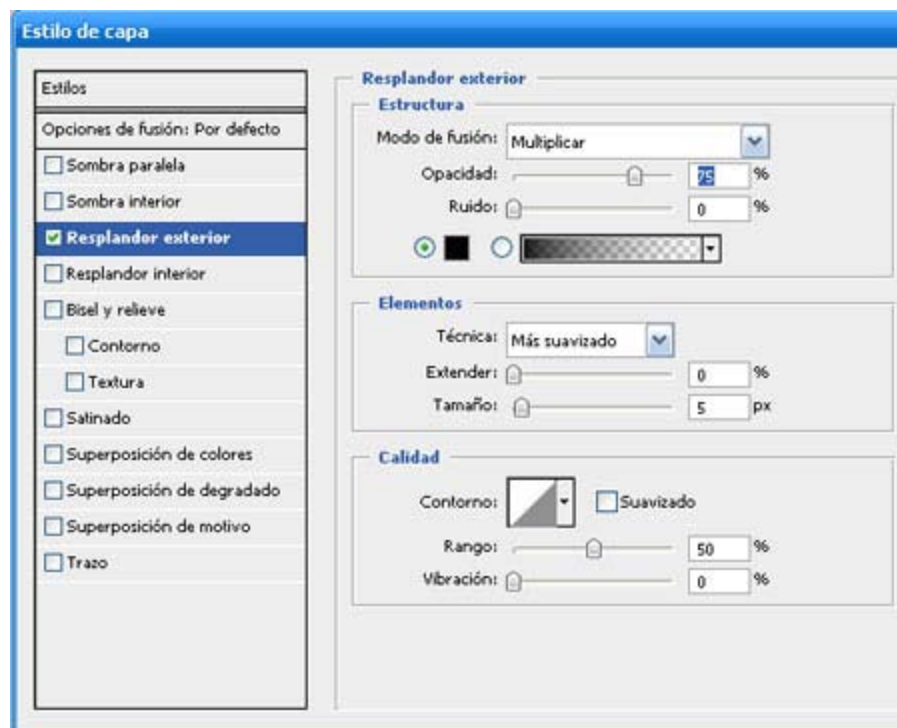 Estilo de capa
Estilos
Opciones de fusión: Por defecto
Sombra paralela
Sombra interior
Resplandor exterior
Resplandor interior
Bisel y relieve
Contorno
Textura
Satinado
Superposición de colores
Superposición de degradado
Superposición de motivo
Trazo
Resplandor exterior
Estructura
Modo de fusión: Multiplicar
Opacidad: 75 %
Ruido: 0 %
Elementos
Técnica: Más suavizado
Extender: 0 %
Tamaño: 5 px
Calidad
Contorno: Suavizado
Rango: 50 %
Vibración: 0 %